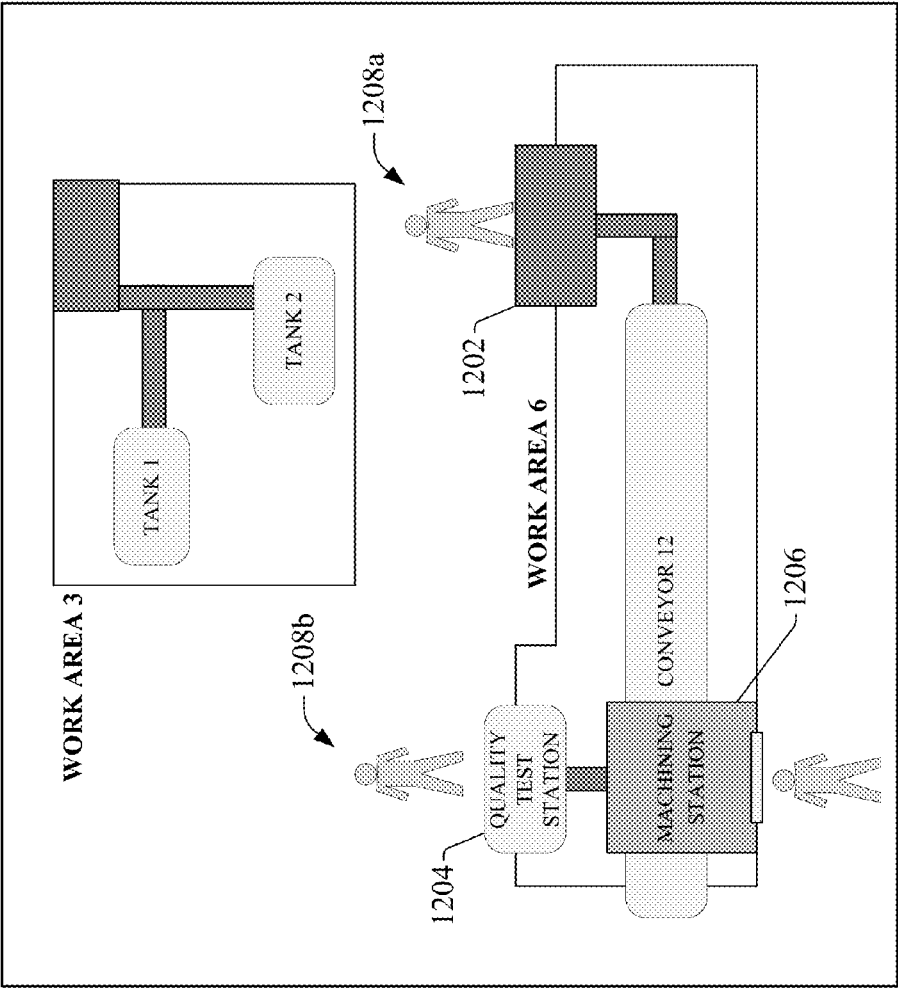 WORK AREA 3
TANK 1
TANK 2
1208b
1208a
WORK AREA 6
1202
1204
QUALITY
TEST
STATION
MACHINING
STATION
CONVEYOR 12
1206